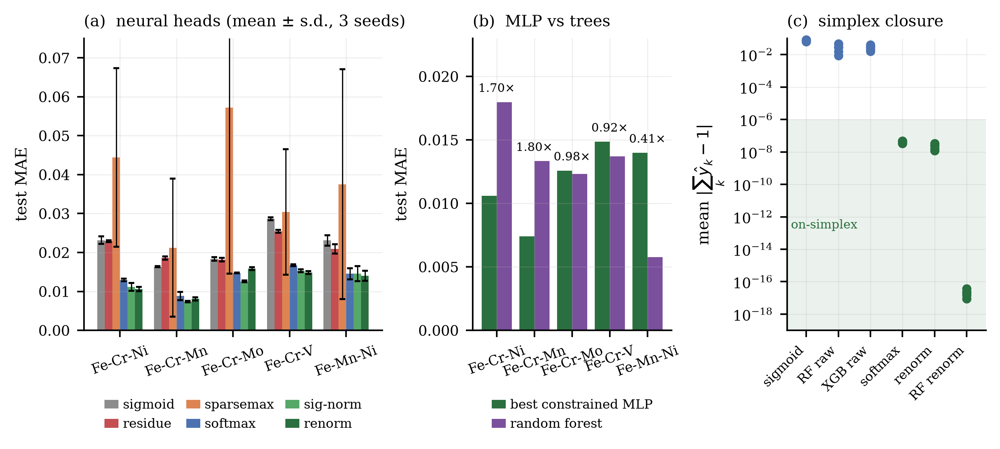 (a) neural heads (mean ± s.d., 3 seeds)
test MAE
0.07
0.06
0.05
0.04
0.03
0.02
0.01
0.00
Fe-Cr-Ni
Fe-Cr-Mn
Fe-Cr-Mo
Fe-Cr-V
Fe-Mn-Ni
sigmoid
residue
sparsemax
softmax
sig-norm
renorm
(b) MLP vs trees
test MAE
0.020
0.015
0.010
0.005
0.000
1.70×
1.80×
0.98×
0.92×
0.41×
Fe-Cr-Ni
Fe-Cr-Mn
Fe-Cr-Mo
Fe-Cr-V
Fe-Mn-Ni
best constrained MLP
random forest
(c) simplex closure
mean |∑ₖ ŷₖ − 1|
10⁻²
10⁻⁴
10⁻⁶
10⁻⁸
10⁻¹⁰
10⁻¹²
10⁻¹⁴
10⁻¹⁶
10⁻¹⁸
on-simplex
sigmoid
RF raw
XGB raw
softmax
renorm
RF renorm